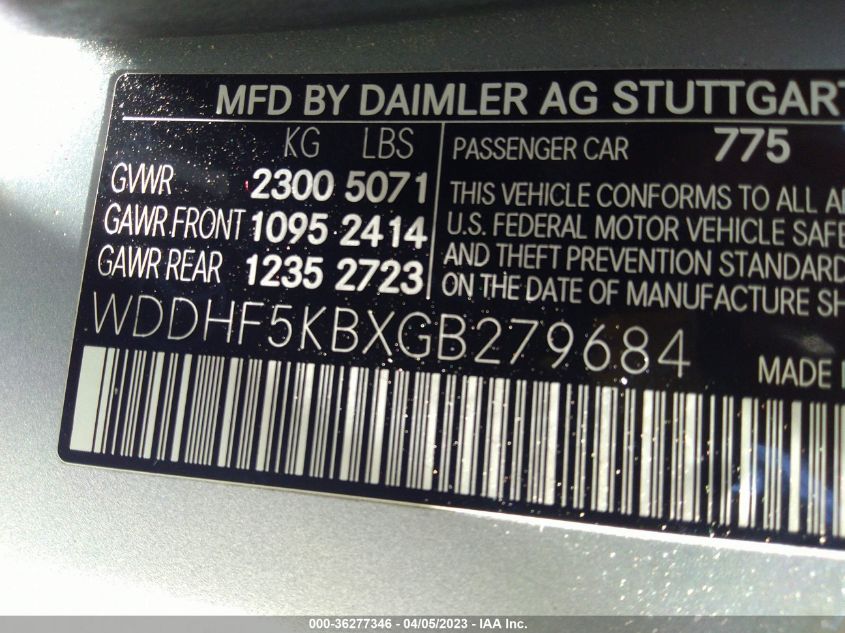 MFD BY DAIMLER AG STUTTGART
KG LBS
GVWR 2300 5071
GAWR FRONT 1095 2414
GAWR REAR 1235 2723
PASSENGER CAR 775
THIS VEHICLE CONFORMS TO ALL
U.S. FEDERAL MOTOR VEHICLE
AND THEFT PREVENTION STANDARD
ON THE DATE OF MANUFACTURE
WDDHF5KBXGB279684
MADE
000-36277346 - 04/05/2023 - IAA Inc.